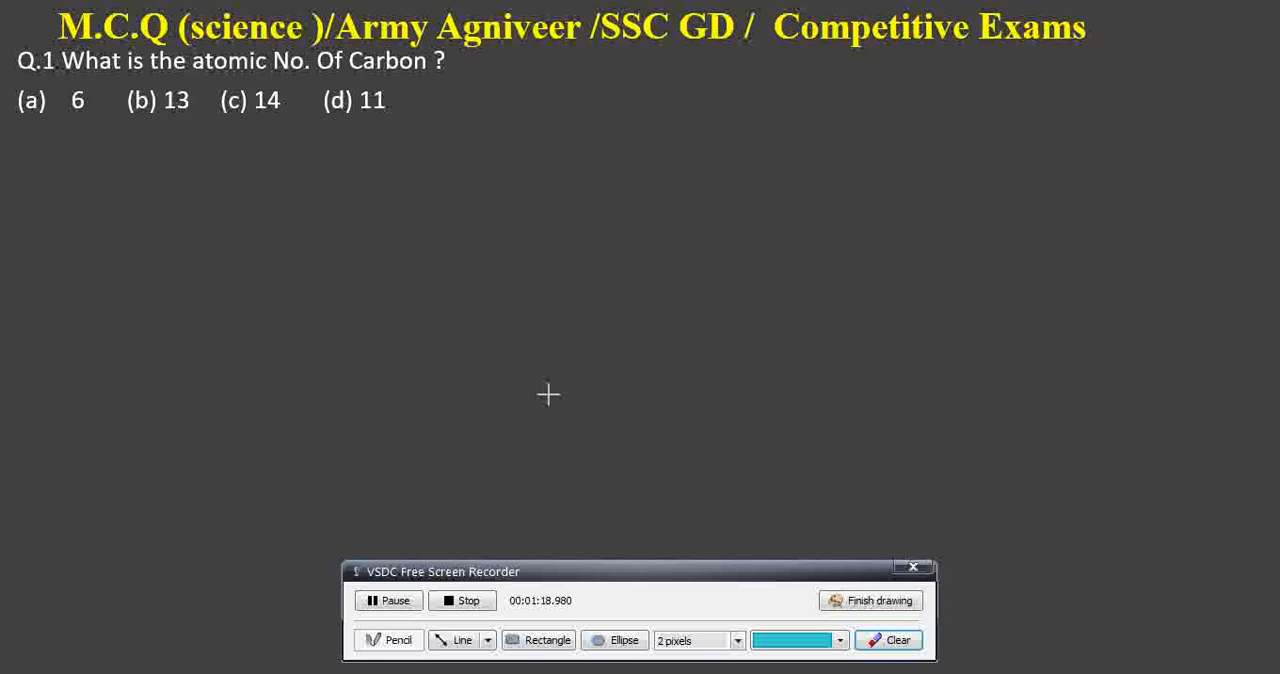 M.C.Q (science )/Army Agniveer /SSC GD /  Competitive Exams
Q.1 What is the atomic No. Of Carbon ?
(a) 6 (b) 13 (c) 14 (d) 11
VSDC Free Screen Recorder
Pause Stop 00:01:18.980 Finish drawing
Pencil Line Rectangle Ellipse 2 pixels Clear